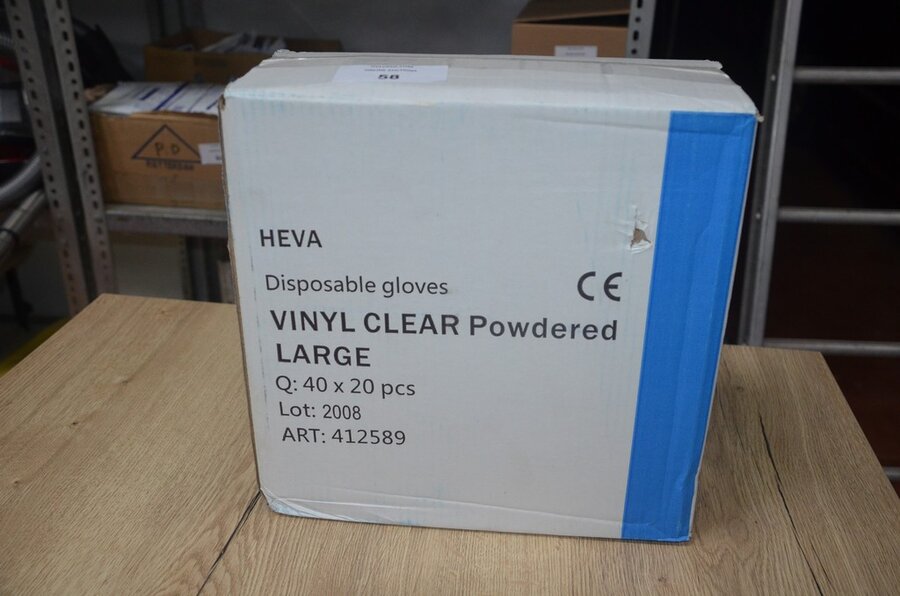 58
P.D
HEVA
Disposable gloves
CE
VINYL CLEAR Powdered
LARGE
Q: 40 x 20 pcs
Lot: 2008
ART: 412589